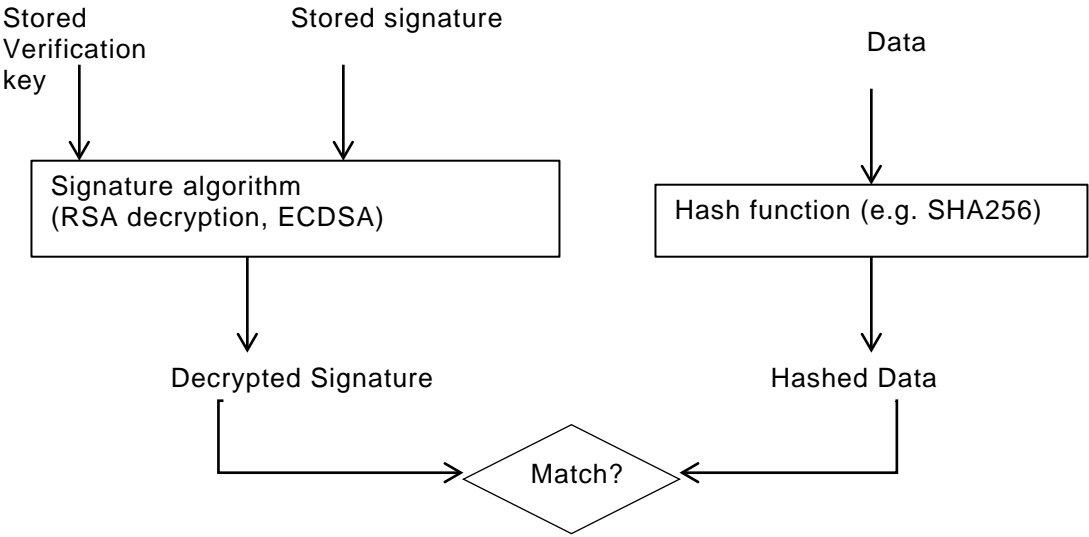 Stored
Verification
key
Stored signature
Data
Signature algorithm
(RSA decryption, ECDSA)
Hash function (e.g. SHA256)
Decrypted Signature
Hashed Data
Match?